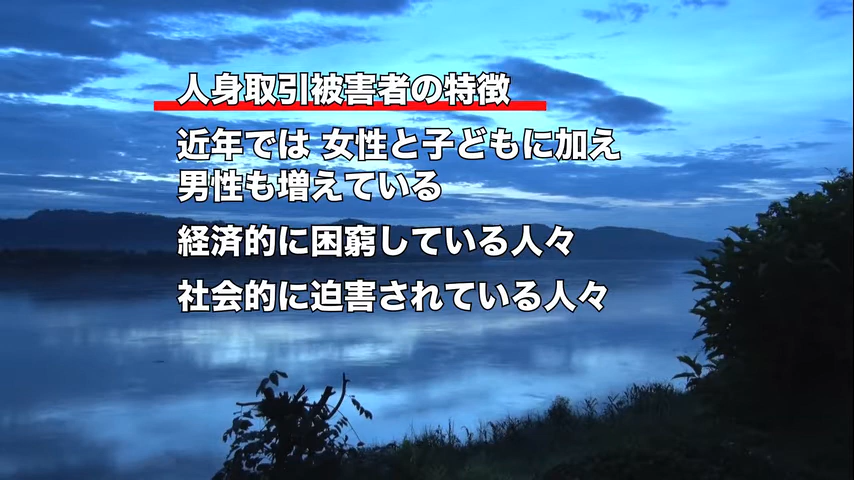 人身取引被害者の特徴
近年では 女性と子どもに加え
男性も増えている
経済的に困窮している人々
社会的に迫害されている人々